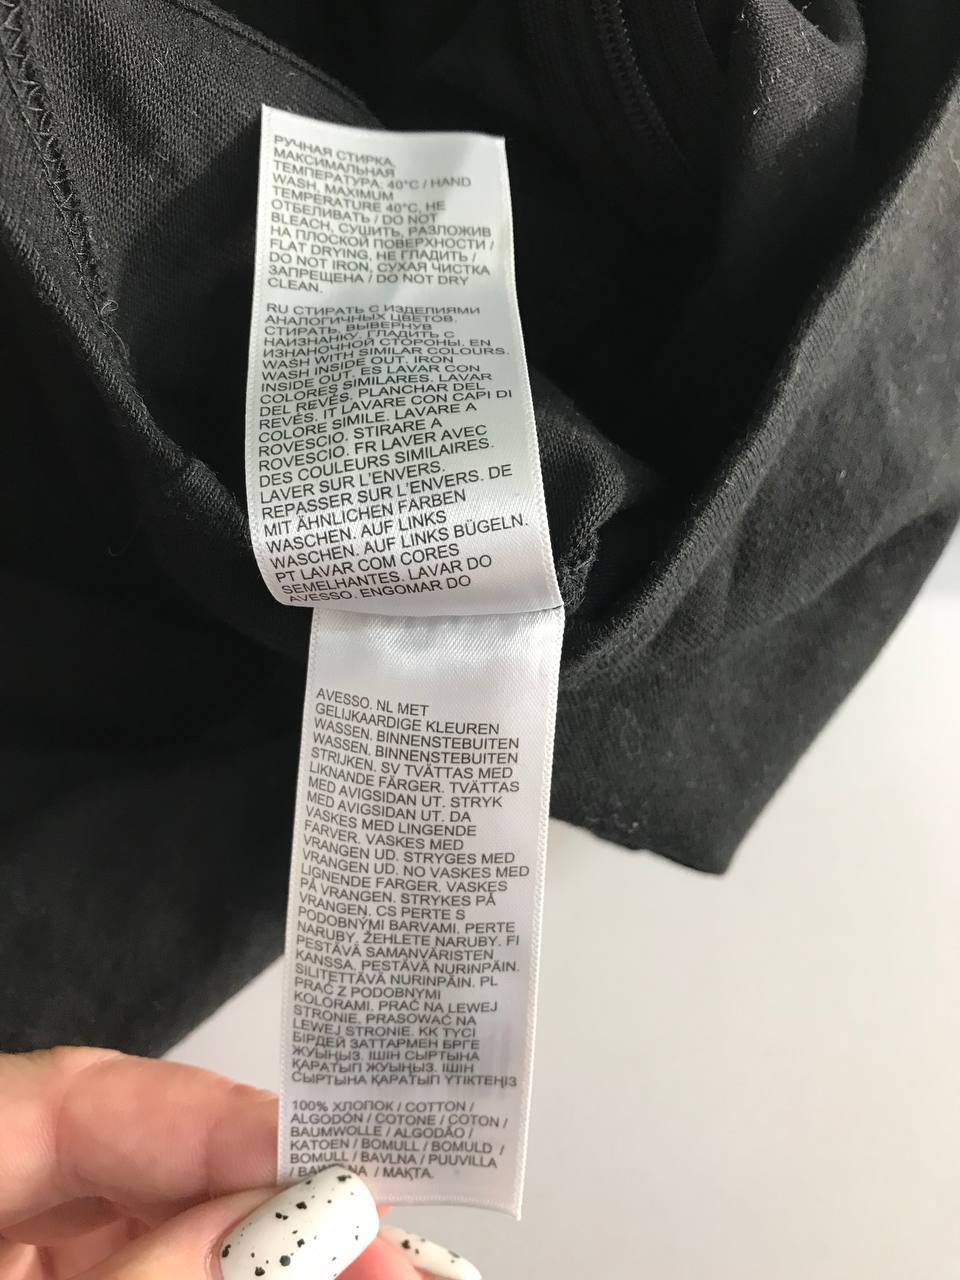 РУЧНАЯ СТИРКА,
МАКСИМАЛЬНАЯ
ТЕМПЕРАТУРА: 40°C / HAND
WASH, MAXIMUM
TEMPERATURE 40°C, НЕ
ОТБЕЛИВАТЬ / DO NOT
BLEACH, СУШИТЬ, РАЗЛОЖИВ
НА ПЛОСКОЙ ПОВЕРХНОСТИ /
FLAT DRYING, НЕ ГЛАДИТЬ /
DO NOT IRON, СУХАЯ ЧИСТКА
ЗАПРЕЩЕНА / DO NOT DRY
CLEAN.
RU СТИРАТЬ С ИЗДЕЛИЯМИ
АНАЛОГИЧНЫХ ЦВЕТОВ.
СТИРАТЬ, ВЫВЕРНУВ
НАИЗНАНКУ. ГЛАДИТЬ С
ИЗНАНОЧНОЙ СТОРОНЫ. EN
WASH WITH SIMILAR COLOURS.
WASH INSIDE OUT. IRON
INSIDE OUT. ES LAVAR CON
COLORES SIMILARES. LAVAR
DEL REVÉS. PLANCHAR DEL
REVÉS. IT LAVARE CON CAPI DI
COLORE SIMILE. LAVARE A
ROVESCIO. STIRARE A
ROVESCIO. FR LAVER AVEC
DES COULEURS SIMILAIRES.
LAVER SUR L'ENVERS.
REPASSER SUR L'ENVERS. DE
MIT ÄHNLICHEN FARBEN
WASCHEN. AUF LINKS
WASCHEN. AUF LINKS BÜGELN.
PT LAVAR COM CORES
SEMELHANTES. LAVAR DO
AVESSO. ENGOMAR DO
AVESSO. NL MET
GELIJKAARDIGE KLEUREN
WASSEN. BINNENSTEBUITEN
WASSEN. BINNENSTEBUITEN
STRIJKEN. SV TVÄTTAS MED
LIKNANDE FÄRGER. TVÄTTAS
MED AVIGSIDAN UT. STRYK
MED AVIGSIDAN UT. DA
VASKES MED LINGENDE
FARVER. VASKES MED
VRANGEN UD. STRYGES MED
VRANGEN UD. NO VASKES MED
LIGNENDE FARGER. VASKES
PÅ VRANGEN. STRYKES PÅ
VRANGEN. CS PERTE S
PODOBNÝMI BARVAMI. PERTE
NARUBY. ŽEHLETE NARUBY. FI
PESTÄVÄ SAMANVÄRISTEN
KANSSA. PESTÄVÄ NURINPÄIN.
SILITETTÄVÄ NURINPÄIN. PL
PRAĆ Z PODOBNYMI
KOLORAMI. PRAĆ NA LEWEJ
STRONIE. PRASOWAĆ NA
LEWEJ STRONIE. KK ТҮСІ
БІРДЕЙ ЗАТТАРМЕН БРГЕ
ЖУЫҢЫЗ. ІШІН СЫРТЫНА
ҚАРАТЫП ЖУЫҢЫЗ. ІШІН
СЫРТЫНА ҚАРАТЫП ҮТІКТЕҢІЗ
100% ХЛОПОК / COTTON /
ALGODÓN / COTONE / COTON /
BAUMWOLLE / ALGODÃO /
KATOEN / BOMULL / BOMULD /
BOMULL / BAVLNA / PUUVILLA
/ / МАҚТА.